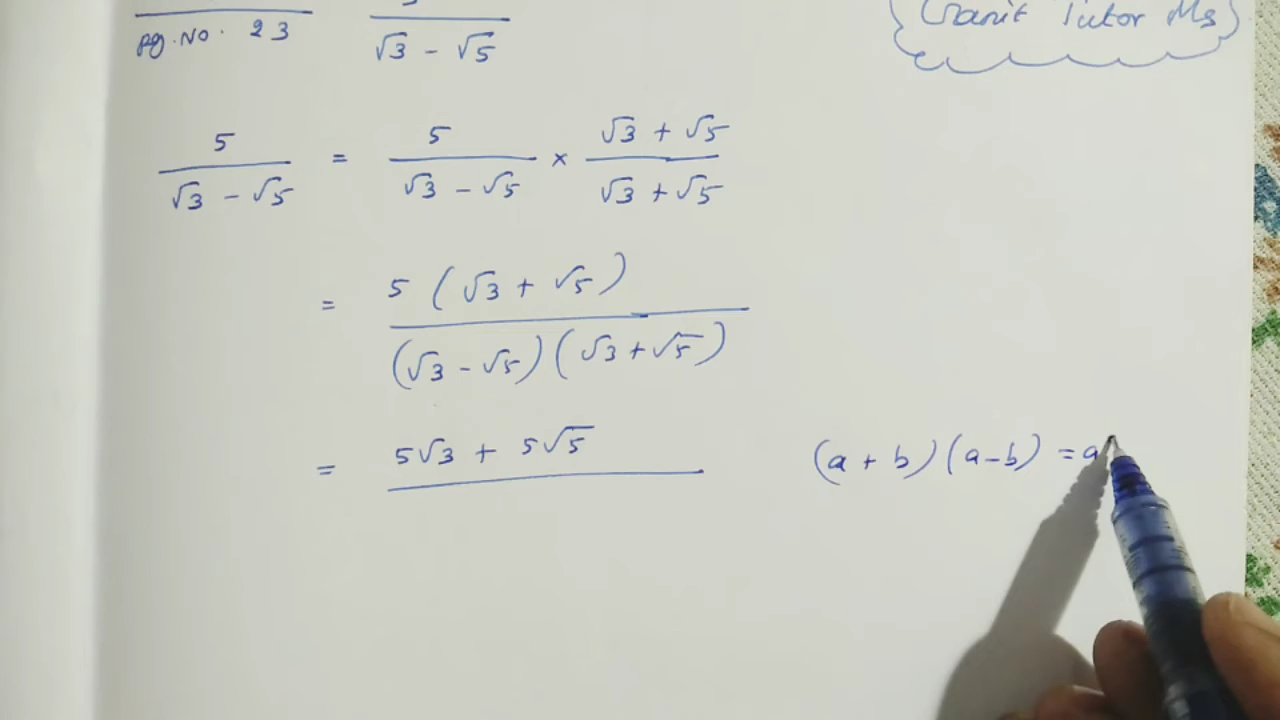 Ganit Tutor Ms
pg.No. 23
√3 - √5
5 / (√3 - √5) = 5 / (√3 - √5) × (√3 + √5) / (√3 + √5)
= 5 (√3 + √5) / (√3 - √5)(√3 + √5)
= 5√3 + 5√5
(a + b)(a - b) = a